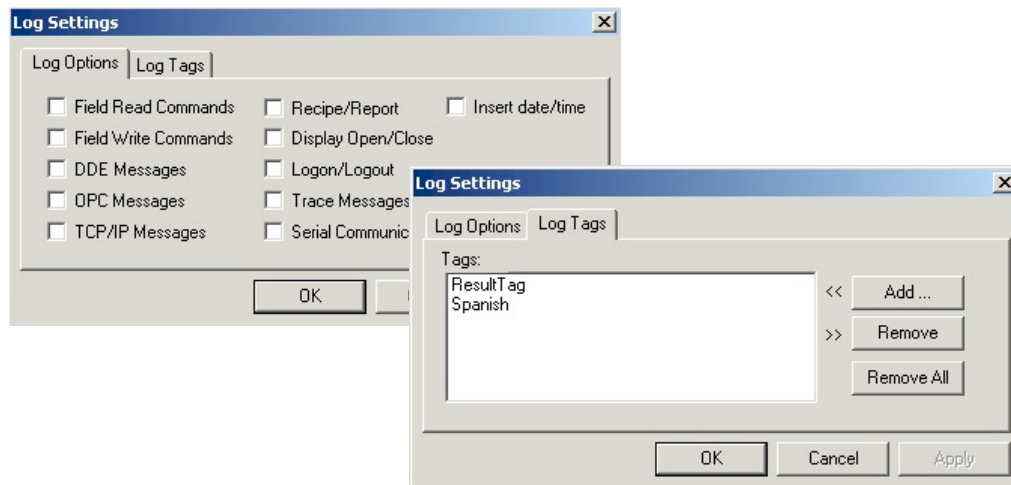 Log Settings
Log Options Log Tags
Field Read Commands Recipe/Report Insert date/time
Field Write Commands Display Open/Close
DDE Messages Logon/Logout
OPC Messages Trace Messages
TCP/IP Messages Serial Communic
OK
Log Settings
Log Options Log Tags
Tags:
ResultTag
Spanish
<< Add ...
>> Remove
Remove All
OK Cancel Apply